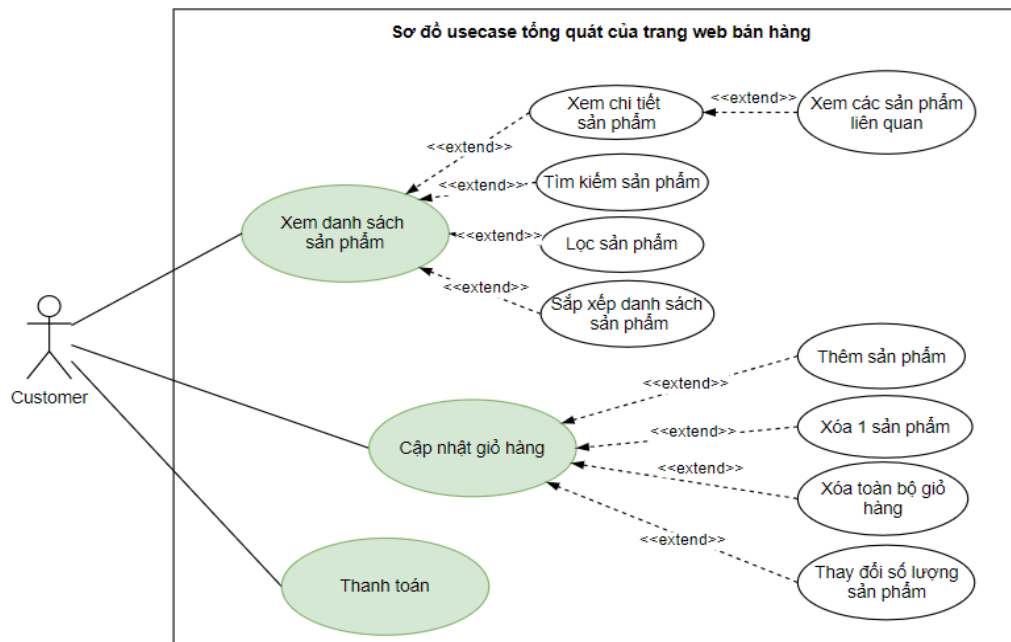 Sơ đồ usecase tổng quát của trang web bán hàng
Xem chi tiết
sản phẩm
<<extend>>
Xem các sản phẩm
liên quan
<<extend>>
<<extend>>
Tìm kiếm sản phẩm
Xem danh sách
sản phẩm
<<extend>>
Lọc sản phẩm
<<extend>>
Sắp xếp danh sách
sản phẩm
Customer
Thêm sản phẩm
<<extend>>
Cập nhật giỏ hàng
<<extend>>
Xóa 1 sản phẩm
<<extend>>
Xóa toàn bộ giỏ
hàng
<<extend>>
Thay đổi số lượng
sản phẩm
Thanh toán